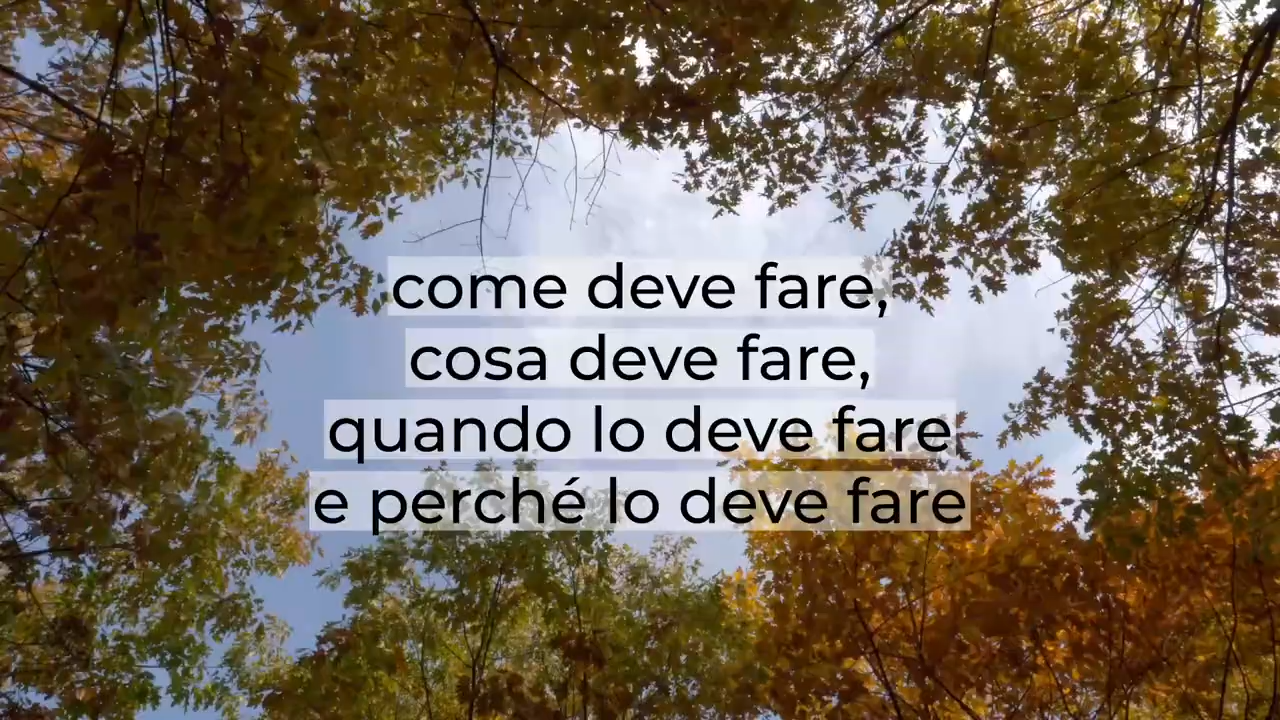 come deve fare,
cosa deve fare,
quando lo deve fare
e perché lo deve fare